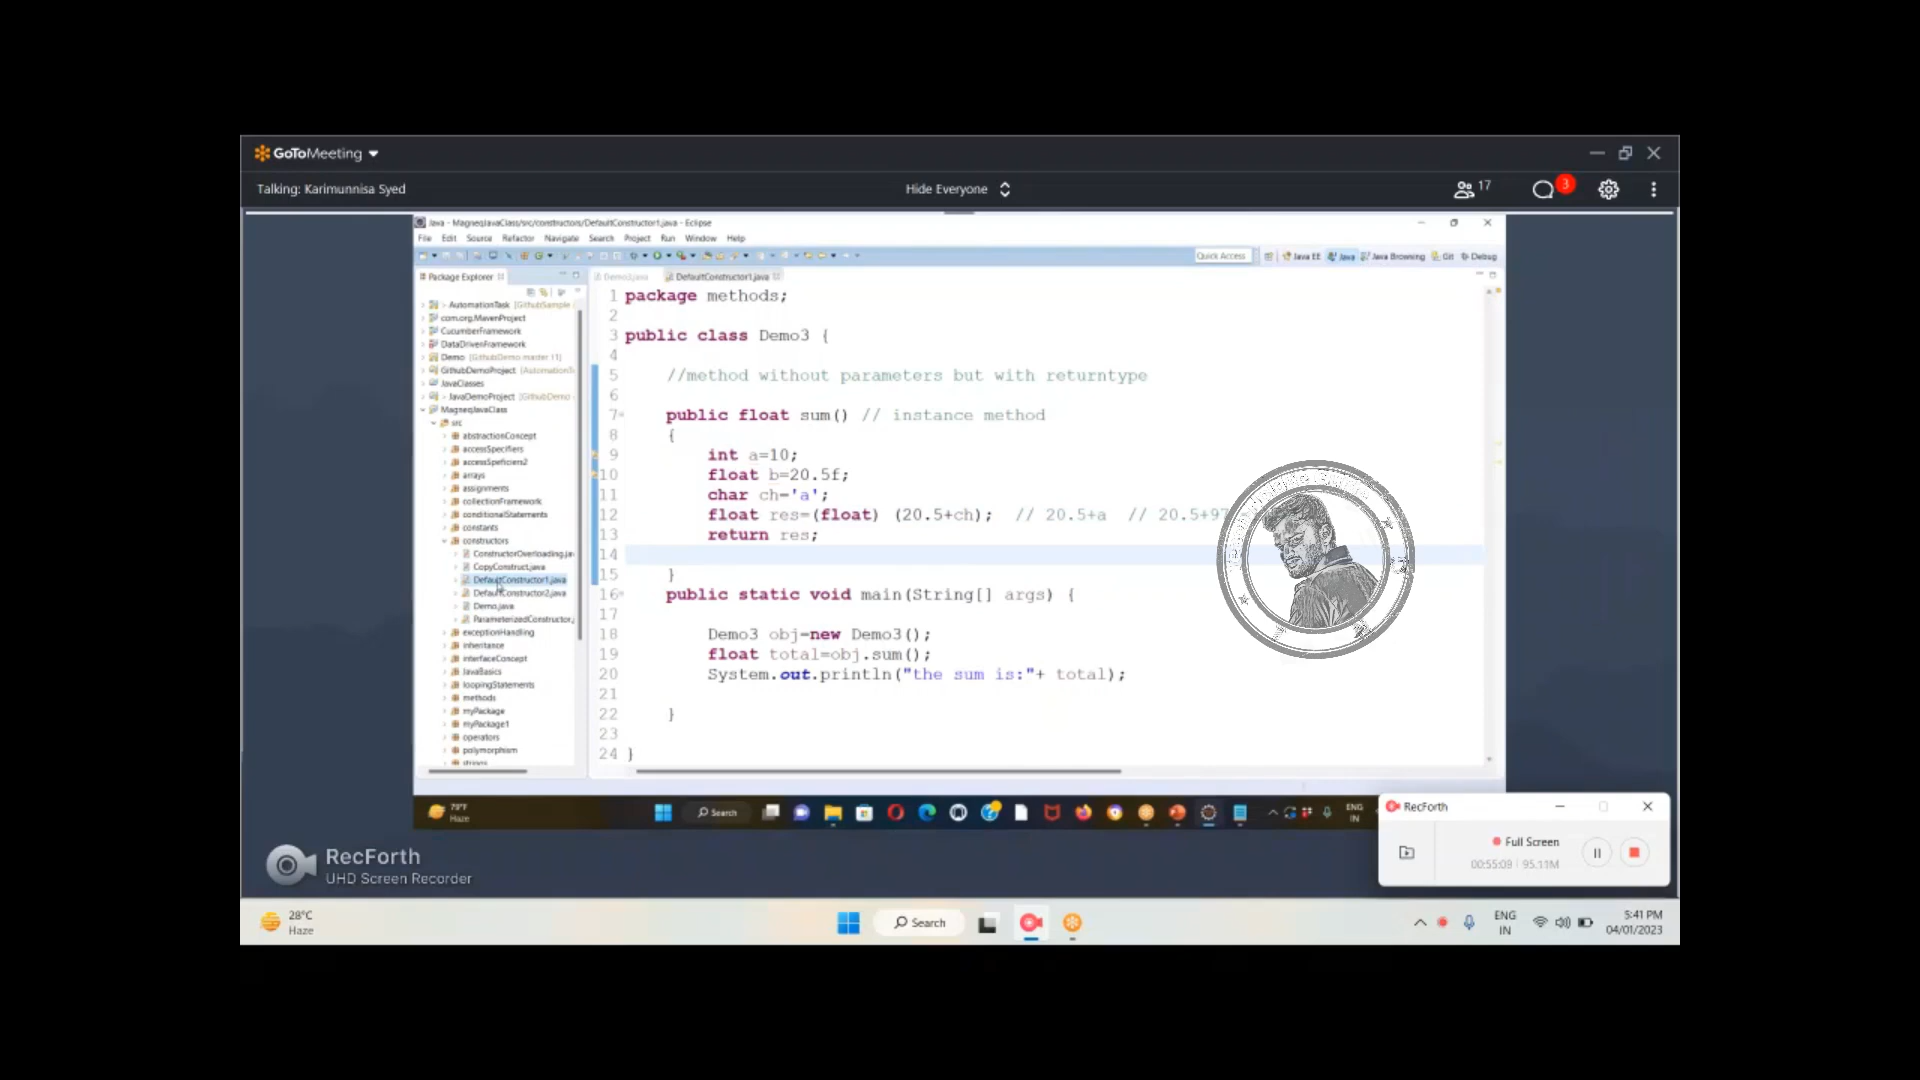 GoToMeeting
Talking: Karimunnisa Syed
Hide Everyone
17
3
Java - MagneqJavaClass/src/constructors/DefaultConstructor1.java - Eclipse
File Edit Source Refactor Navigate Search Project Run Window Help
Quick Access
Java EE Java Java Browning Git Debug
Package Explorer
Demo3.java
DefaultConstructor1.java
AutomationTask [GithubSample
com.org.MavenProject
CucumberFramework
DataDrivenFramework
Demo [GithubDemo master 11]
GithubDemoProject [AutomationT
JavaClasses
> JavaDemoProject [GithubDemo
MagneqJavaClass
src
abstractionConcept
accessSpecifiers
accessSpeficiers2
arrays
assignments
collectionFramework
conditionalStatements
constants
constructors
ConstructorOverloading.jav
CopyConstruct.java
DefaultConstructor1.java
DefaultConstructor2.java
Demo.java
ParameterizedConstructor.j
exceptionHandling
inheritance
interfaceConcept
JavaBasics
loopingStatements
methods
myPackage
myPackage1
operators
polymorphism
strings
1 package methods;
2
3 public class Demo3 {
4
5 //method without parameters but with returntype
6
7 public float sum() // instance method
8 {
9 int a=10;
10 float b=20.5f;
11 char ch='a';
12 float res=(float) (20.5+ch); // 20.5+a // 20.5+97
13 return res;
14
15 }
16 public static void main(String[] args) {
17
18 Demo3 obj=new Demo3();
19 float total=obj.sum();
20 System.out.println("the sum is:"+ total);
21
22 }
23
24 }
79°F
Haze
Search
ENG
IN
RecForth
Full Screen
00:55:09 | 95.11M
RecForth
UHD Screen Recorder
28°C
Haze
Search
ENG
IN
5:41 PM
04/01/2023